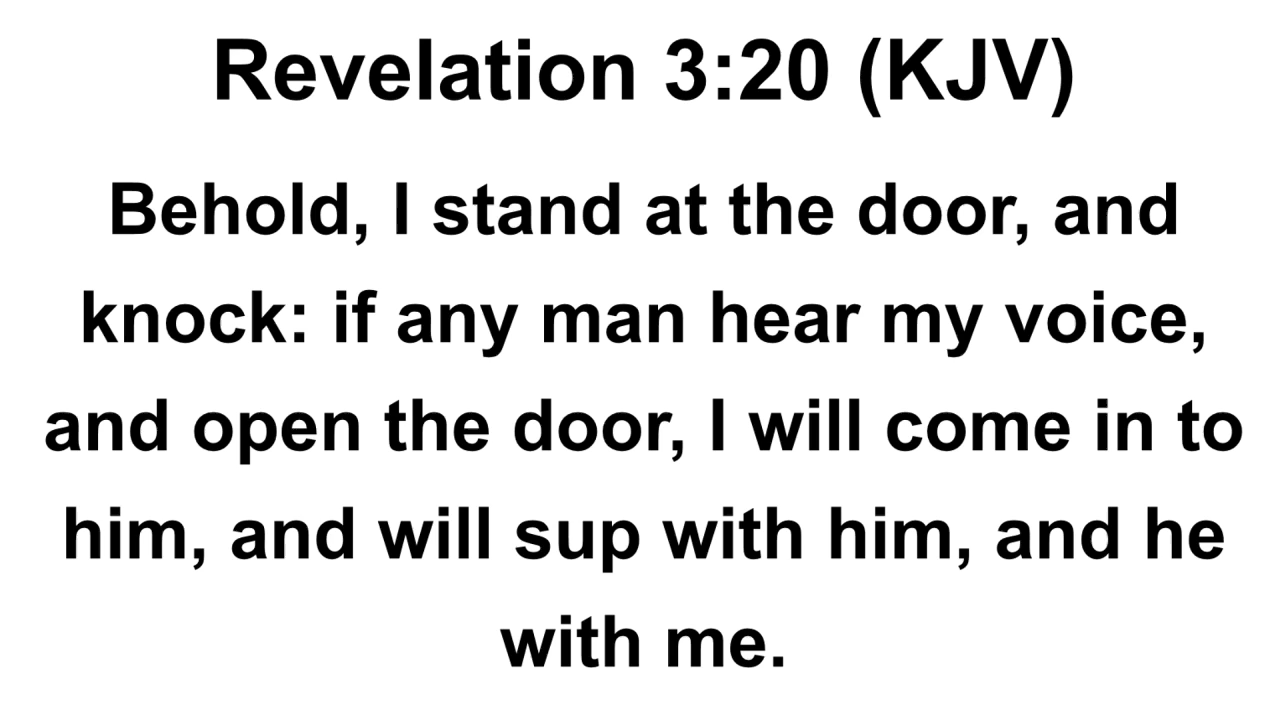 Revelation 3:20 (KJV)
Behold, I stand at the door, and
knock: if any man hear my voice,
and open the door, I will come in to
him, and will sup with him, and he
with me.